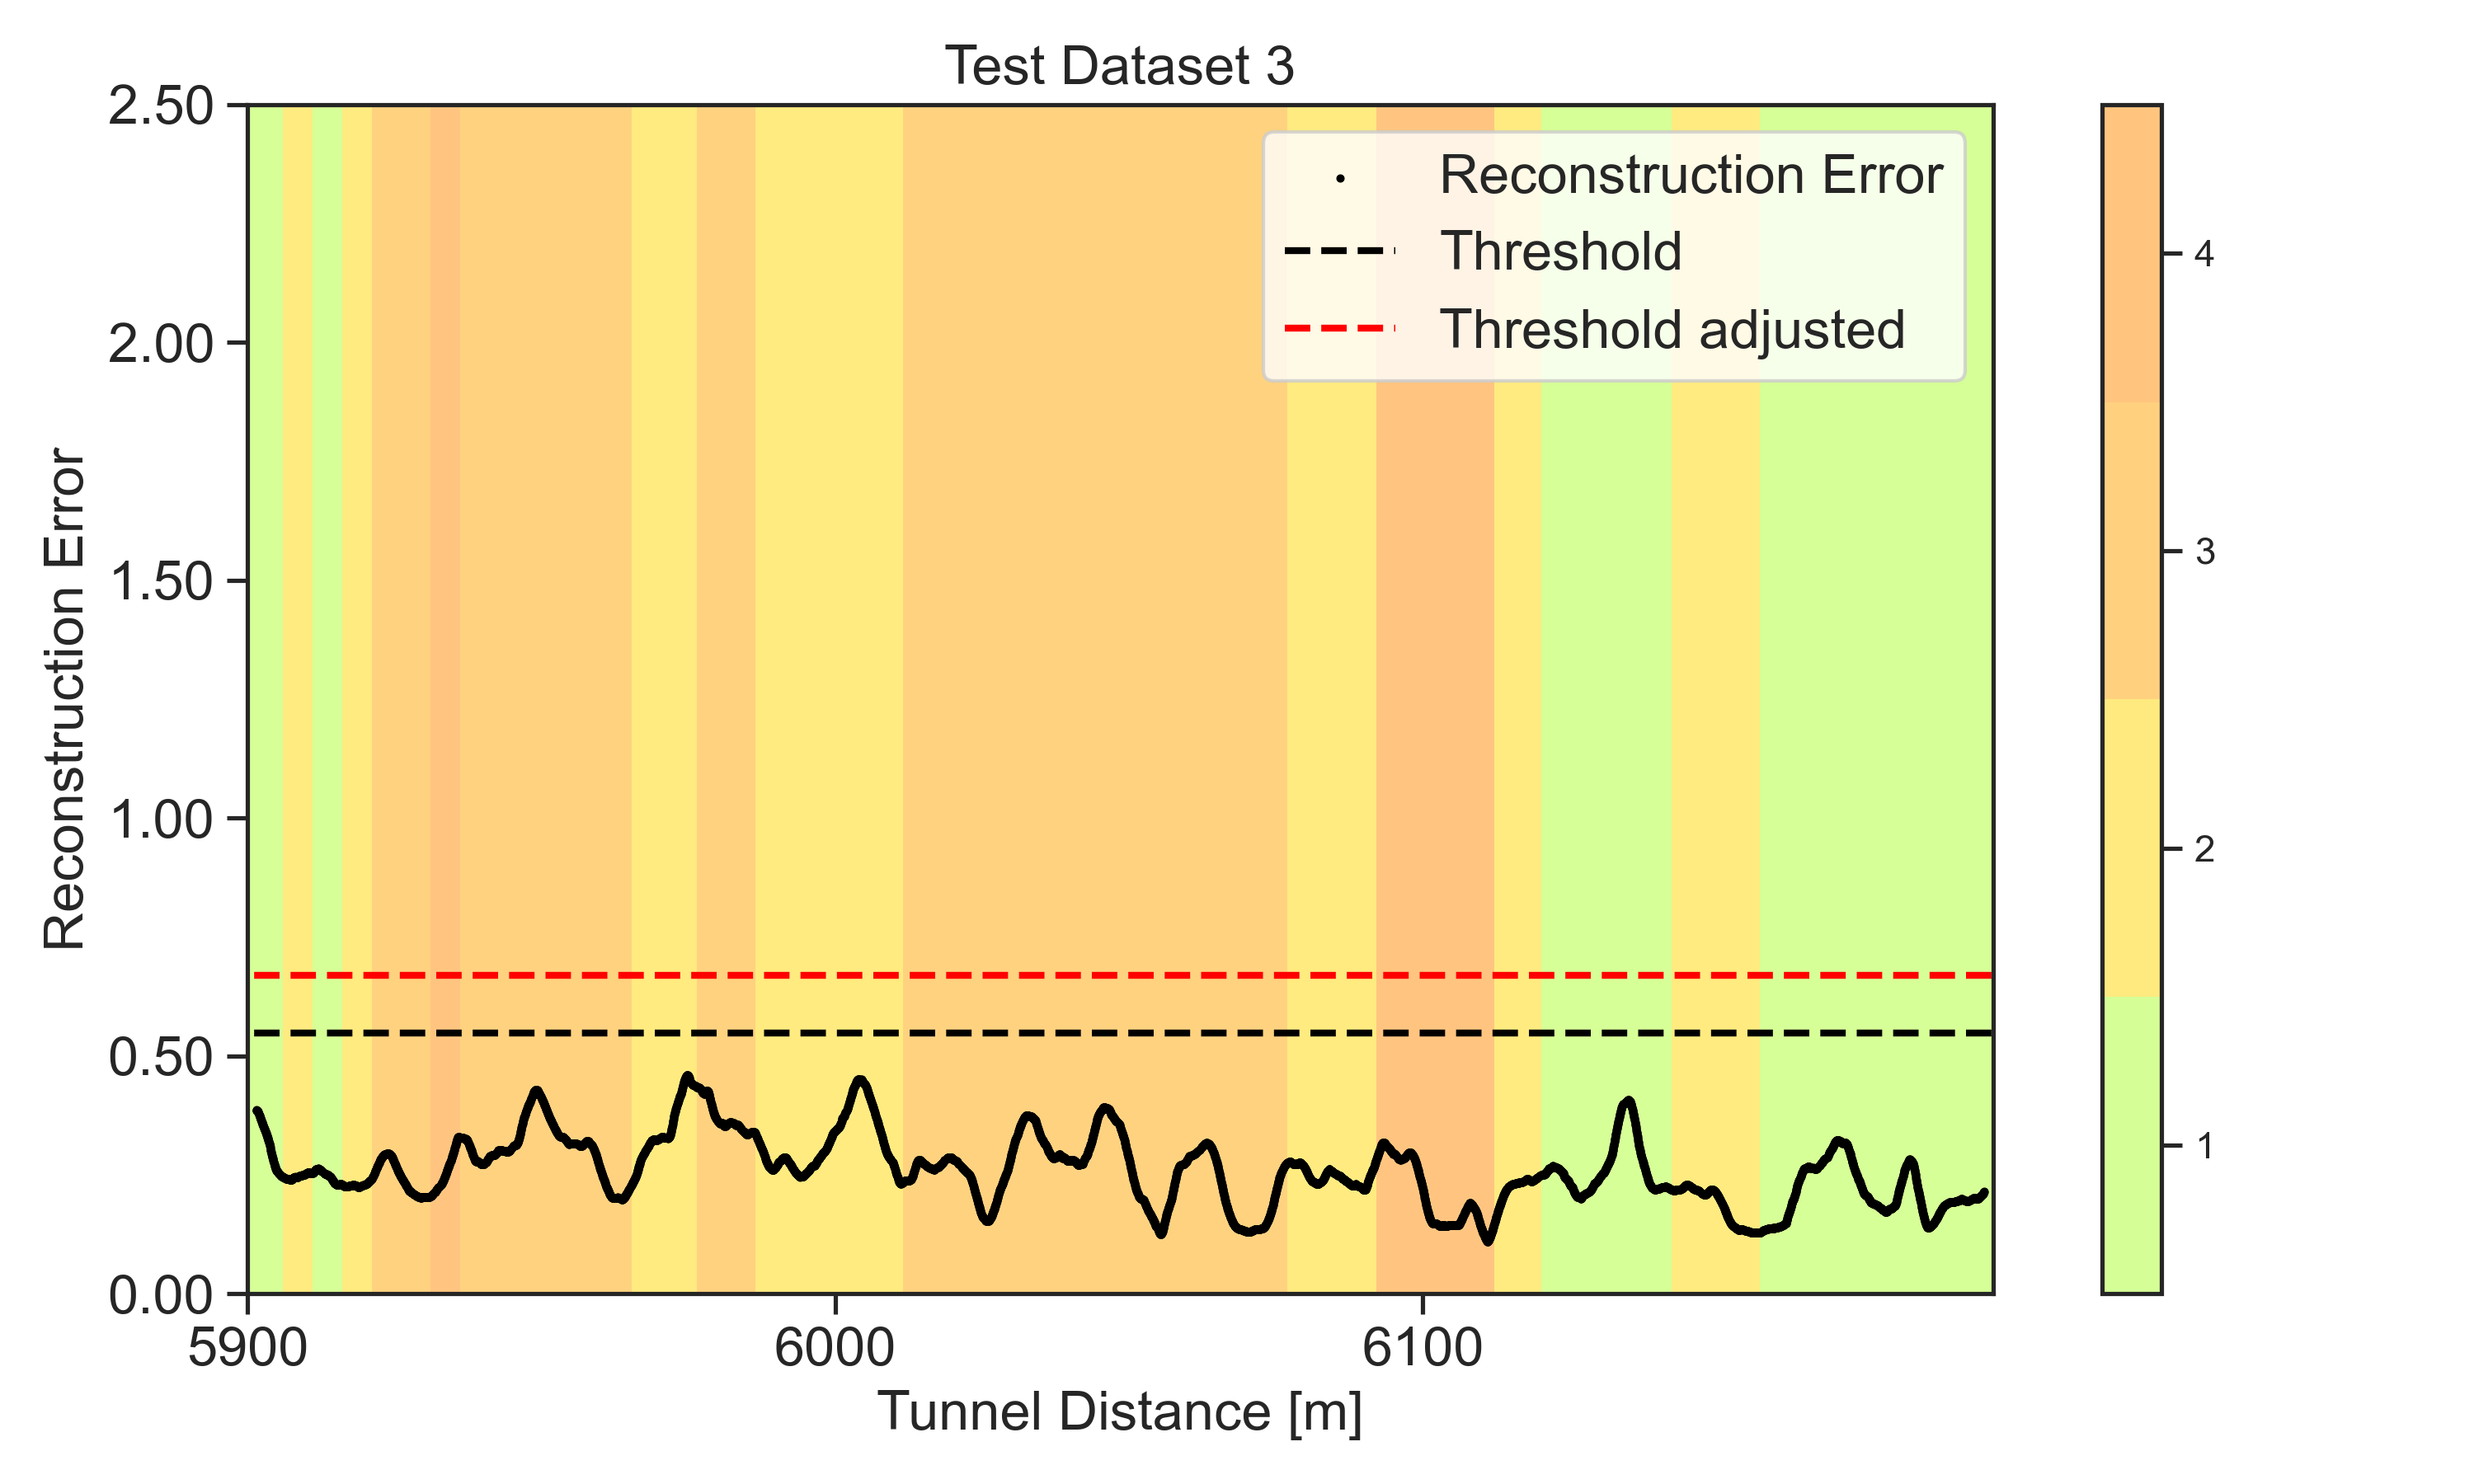 Test Dataset 3
2.50
2.00
1.50
1.00
0.50
0.00
Reconstruction Error
Reconstruction Error
Threshold
Threshold adjusted
5900
6000
6100
Tunnel Distance [m]
4
3
2
1